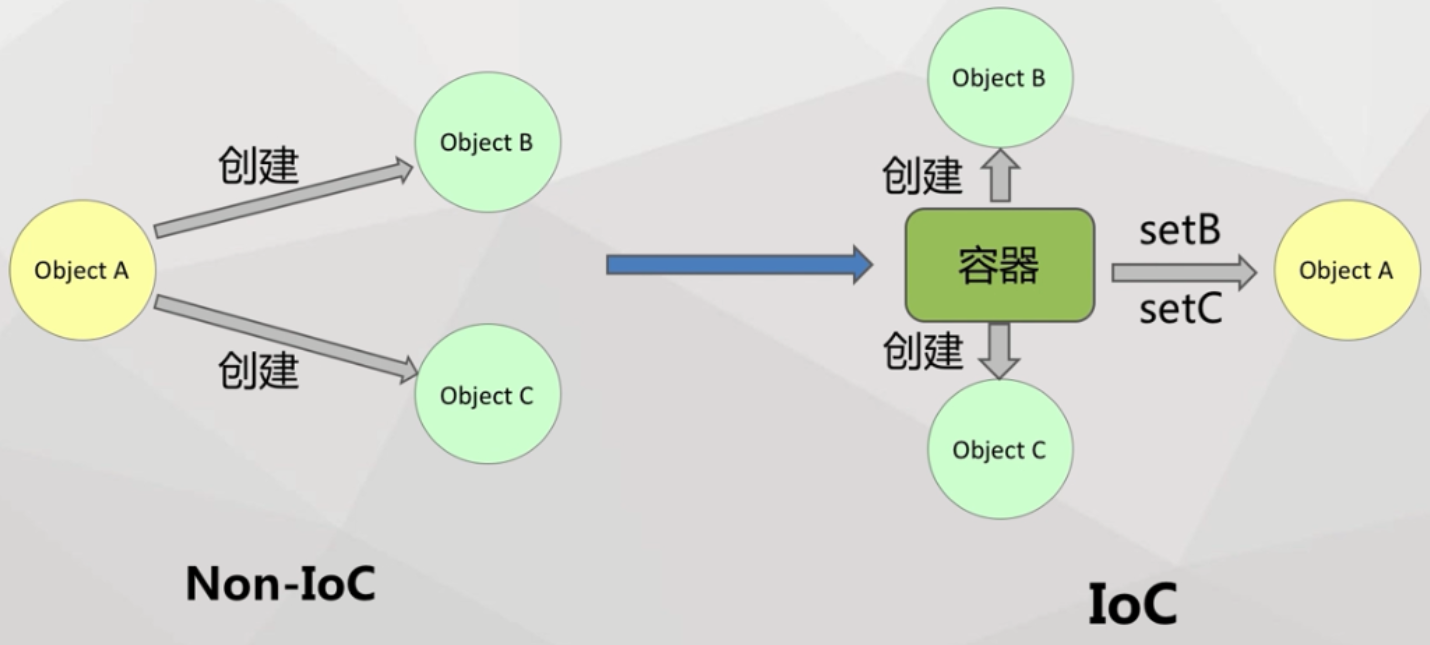 Object A
创建
Object B
创建
Object C
Non-IoC
Object B
创建
容器
创建
Object C
setB
setC
Object A
IoC